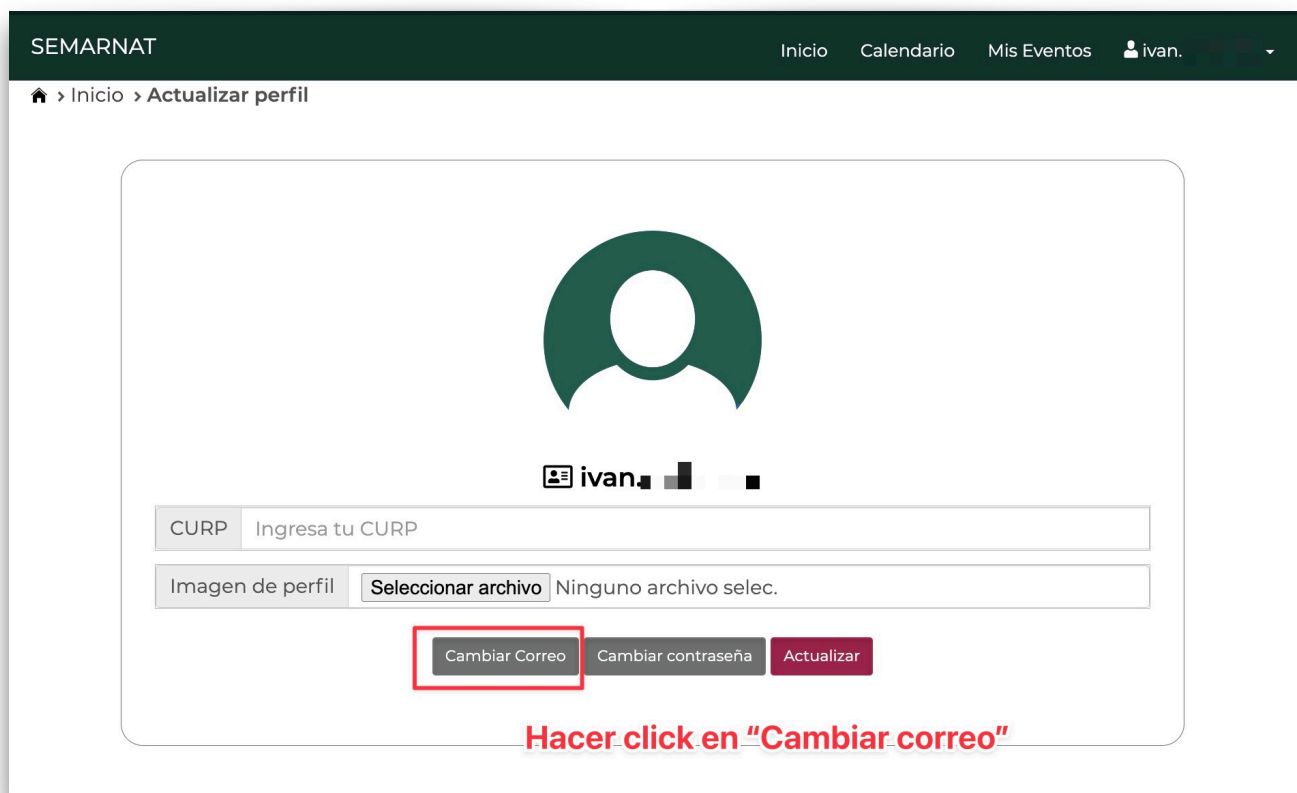 SEMARNAT
Inicio Calendario Mis Eventos ivan.
> Inicio > Actualizar perfil
ivan.
CURP Ingresa tu CURP
Imagen de perfil Seleccionar archivo Ninguno archivo selec.
Cambiar Correo Cambiar contraseña Actualizar
Hacer click en “Cambiar correo”